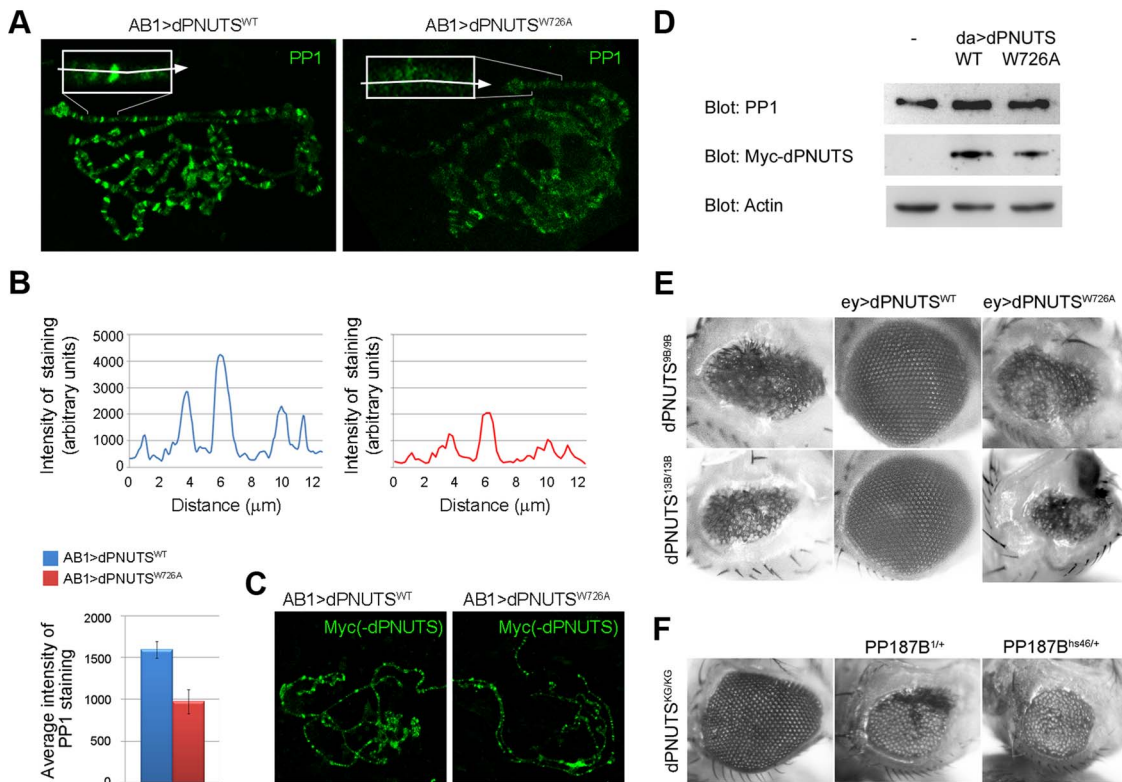 A
AB1>dPNUTSWT
AB1>dPNUTSW726A
PP1
PP1
B
Intensity of staining
(arbitrary units)
5000
4000
3000
2000
1000
0
0 2 4 6 8 10 12
Distance (μm)
Intensity of staining
(arbitrary units)
0 2 4 6 8 10 12
Distance (μm)
AB1>dPNUTSWT
AB1>dPNUTSW726A
Average intensity of
PP1 staining
2000
1500
1000
500
0
C
AB1>dPNUTSWT
AB1>dPNUTSW726A
Myc(-dPNUTS)
Myc(-dPNUTS)
D
- da>dPNUTS
WT W726A
Blot: PP1
Blot: Myc-dPNUTS
Blot: Actin
E
ey>dPNUTSWT
ey>dPNUTSW726A
dPNUTS9B/9B
dPNUTS13B/13B
F
PP187B1/+
PP187Bhs46/+
dPNUTSKG/KG